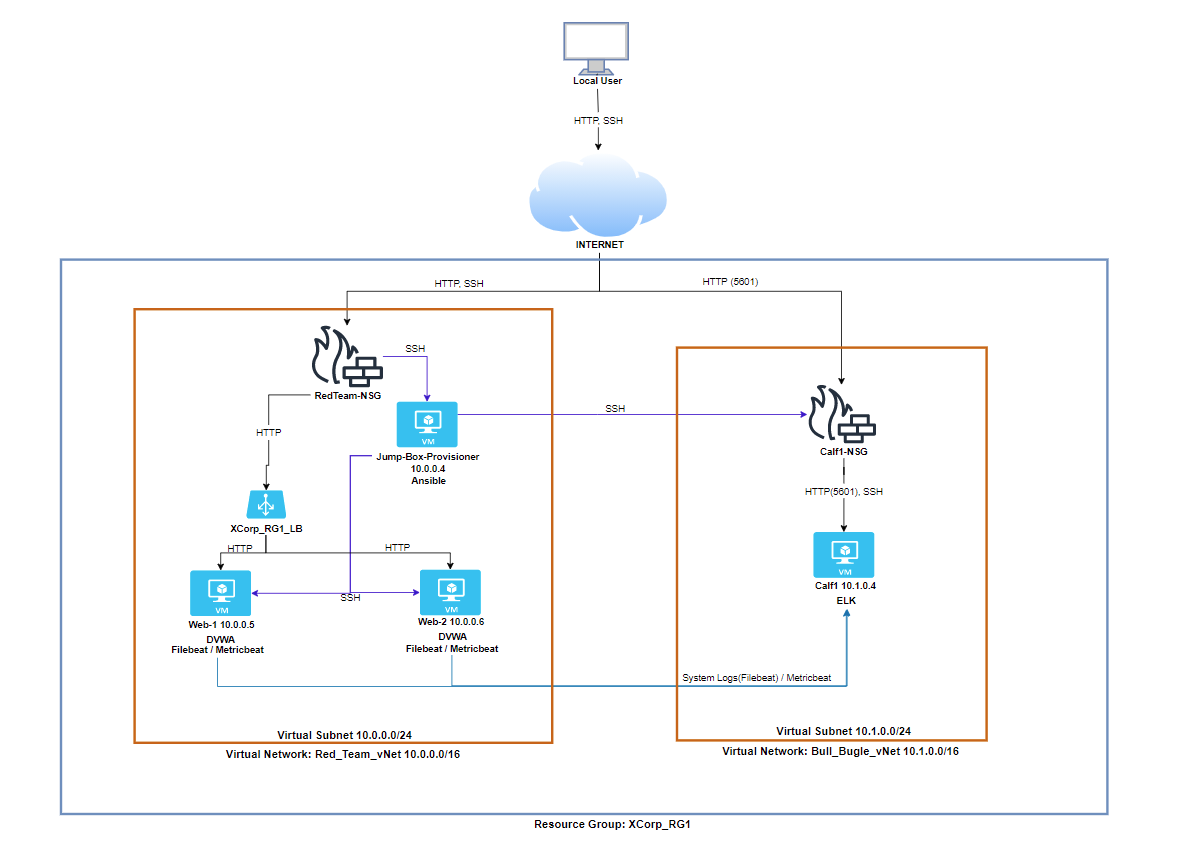 Local User
HTTP, SSH
INTERNET
HTTP, SSH
HTTP (5601)
SSH
RedTeam-NSG
SSH
HTTP
VM
Calf1-NSG
Jump-Box-Provisioner
10.0.0.4
Ansible
HTTP(5601), SSH
XCorp_RG1_LB
HTTP
HTTP
VM
Calf1 10.1.0.4
ELK
SSH
VM
VM
Web-1 10.0.0.5
DVWA
Filebeat / Metricbeat
Web-2 10.0.0.6
DVWA
Filebeat / Metricbeat
System Logs(Filebeat) / Metricbeat
Virtual Subnet 10.0.0.0/24
Virtual Network: Red_Team_vNet 10.0.0.0/16
Virtual Subnet 10.1.0.0/24
Virtual Network: Bull_Bugle_vNet 10.1.0.0/16
Resource Group: XCorp_RG1